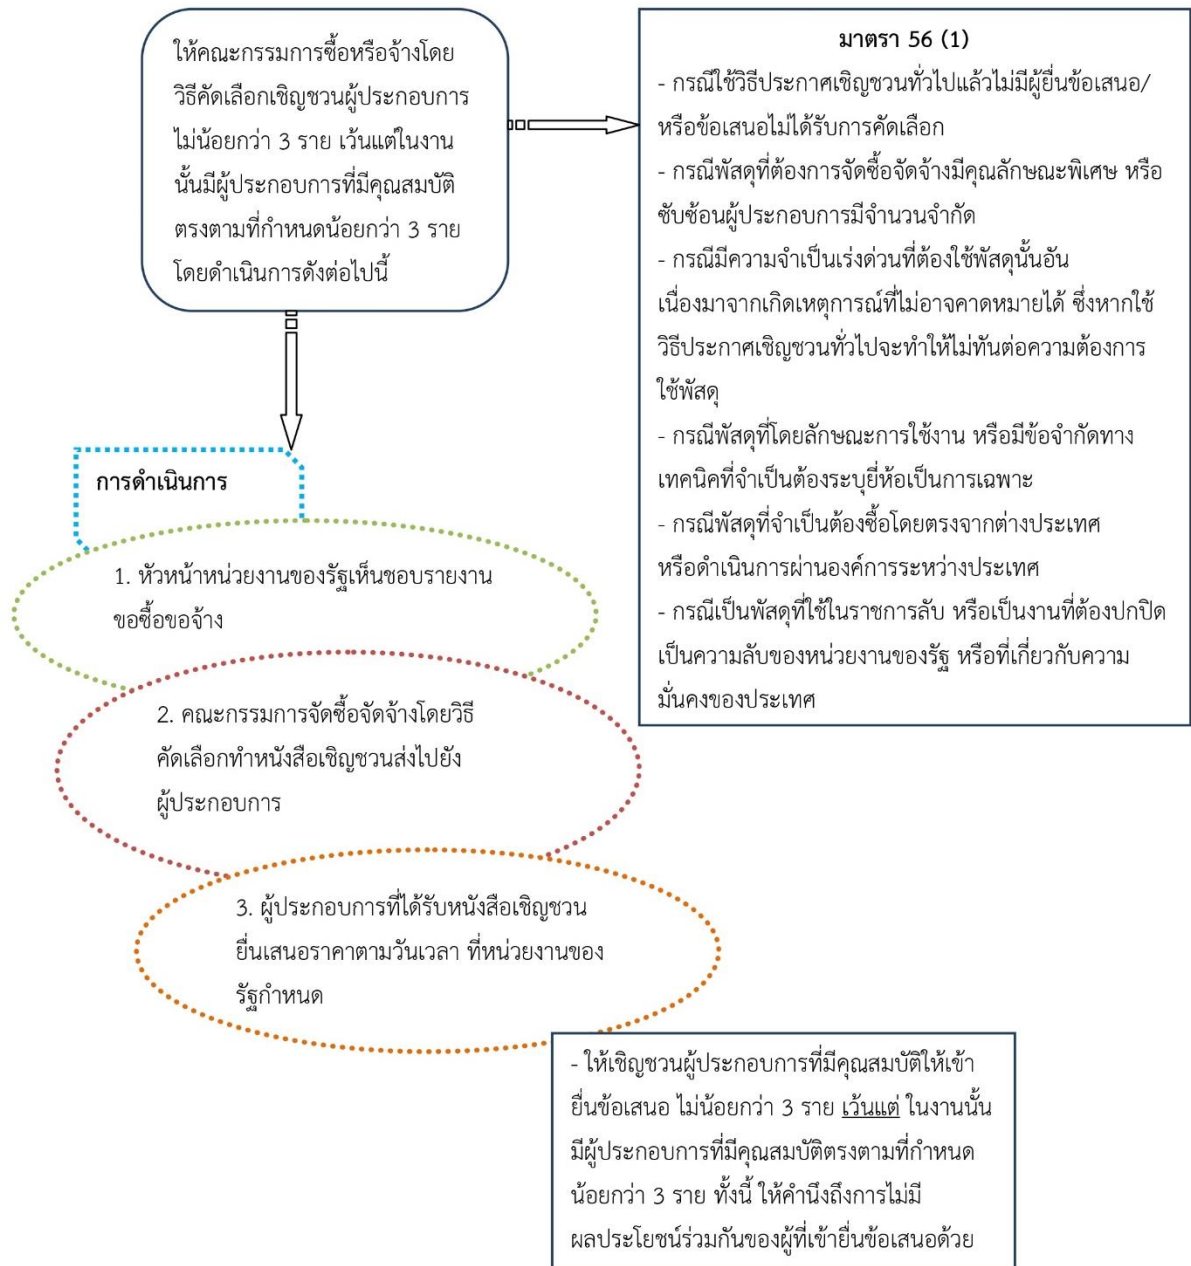 ให้คณะกรรมการซื้อหรือจ้างโดย
วิธีคัดเลือกเชิญชวนผู้ประกอบการ
ไม่น้อยกว่า 3 ราย เว้นแต่ในงาน
นั้นมีผู้ประกอบการที่มีคุณสมบัติ
ตรงตามที่กำหนดน้อยกว่า 3 ราย
โดยดำเนินการดังต่อไปนี้
มาตรา 56 (1)
- กรณีใช้วิธีประกาศเชิญชวนทั่วไปแล้วไม่มีผู้ยื่นข้อเสนอ/
หรือข้อเสนอไม่ได้รับการคัดเลือก
- กรณีพัสดุที่ต้องการจัดซื้อจัดจ้างมีคุณลักษณะพิเศษ หรือ
ซับซ้อนผู้ประกอบการมีจำนวนจำกัด
- กรณีมีความจำเป็นเร่งด่วนที่ต้องใช้พัสดุนั้นอัน
เนื่องมาจากเกิดเหตุการณ์ที่ไม่อาจคาดหมายได้ ซึ่งหากใช้
วิธีประกาศเชิญชวนทั่วไปจะทำให้ไม่ทันต่อความต้องการ
ใช้พัสดุ
- กรณีพัสดุที่โดยลักษณะการใช้งาน หรือมีข้อจำกัดทาง
เทคนิคที่จำเป็นต้องระบุยี่ห้อเป็นการเฉพาะ
- กรณีพัสดุที่จำเป็นต้องซื้อโดยตรงจากต่างประเทศ
หรือดำเนินการผ่านองค์การระหว่างประเทศ
- กรณีเป็นพัสดุที่ใช้ในราชการลับ หรือเป็นงานที่ต้องปกปิด
เป็นความลับของหน่วยงานของรัฐ หรือที่เกี่ยวกับความ
มั่นคงของประเทศ
การดำเนินการ
1. หัวหน้าหน่วยงานของรัฐเห็นชอบรายงาน
ขอซื้อขอจ้าง
2. คณะกรรมการจัดซื้อจัดจ้างโดยวิธี
คัดเลือกทำหนังสือเชิญชวนส่งไปยัง
ผู้ประกอบการ
3. ผู้ประกอบการที่ได้รับหนังสือเชิญชวน
ยื่นเสนอราคาตามวันเวลา ที่หน่วยงานของ
รัฐกำหนด
- ให้เชิญชวนผู้ประกอบการที่มีคุณสมบัติให้เข้า
ยื่นข้อเสนอ ไม่น้อยกว่า 3 ราย เว้นแต่ ในงานนั้น
มีผู้ประกอบการที่มีคุณสมบัติตรงตามที่กำหนด
น้อยกว่า 3 ราย ทั้งนี้ ให้คำนึงถึงการไม่มี
ผลประโยชน์ร่วมกันของผู้ที่เข้ายื่นข้อเสนอด้วย